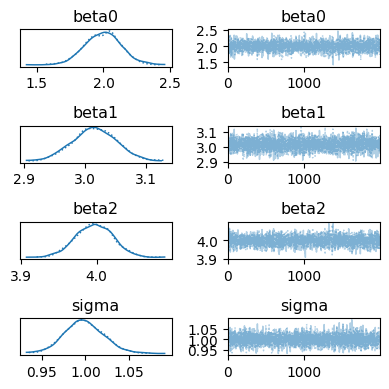 beta0 beta0
2.5
2.0
1.5
1.5 2.0 2.5 0 1000
beta1 beta1
3.1
3.0
2.9
2.9 3.0 3.1 0 1000
beta2 beta2
4.0
3.9
3.9 4.0 0 1000
sigma sigma
1.05
1.00
0.95
0.95 1.00 1.05 0 1000